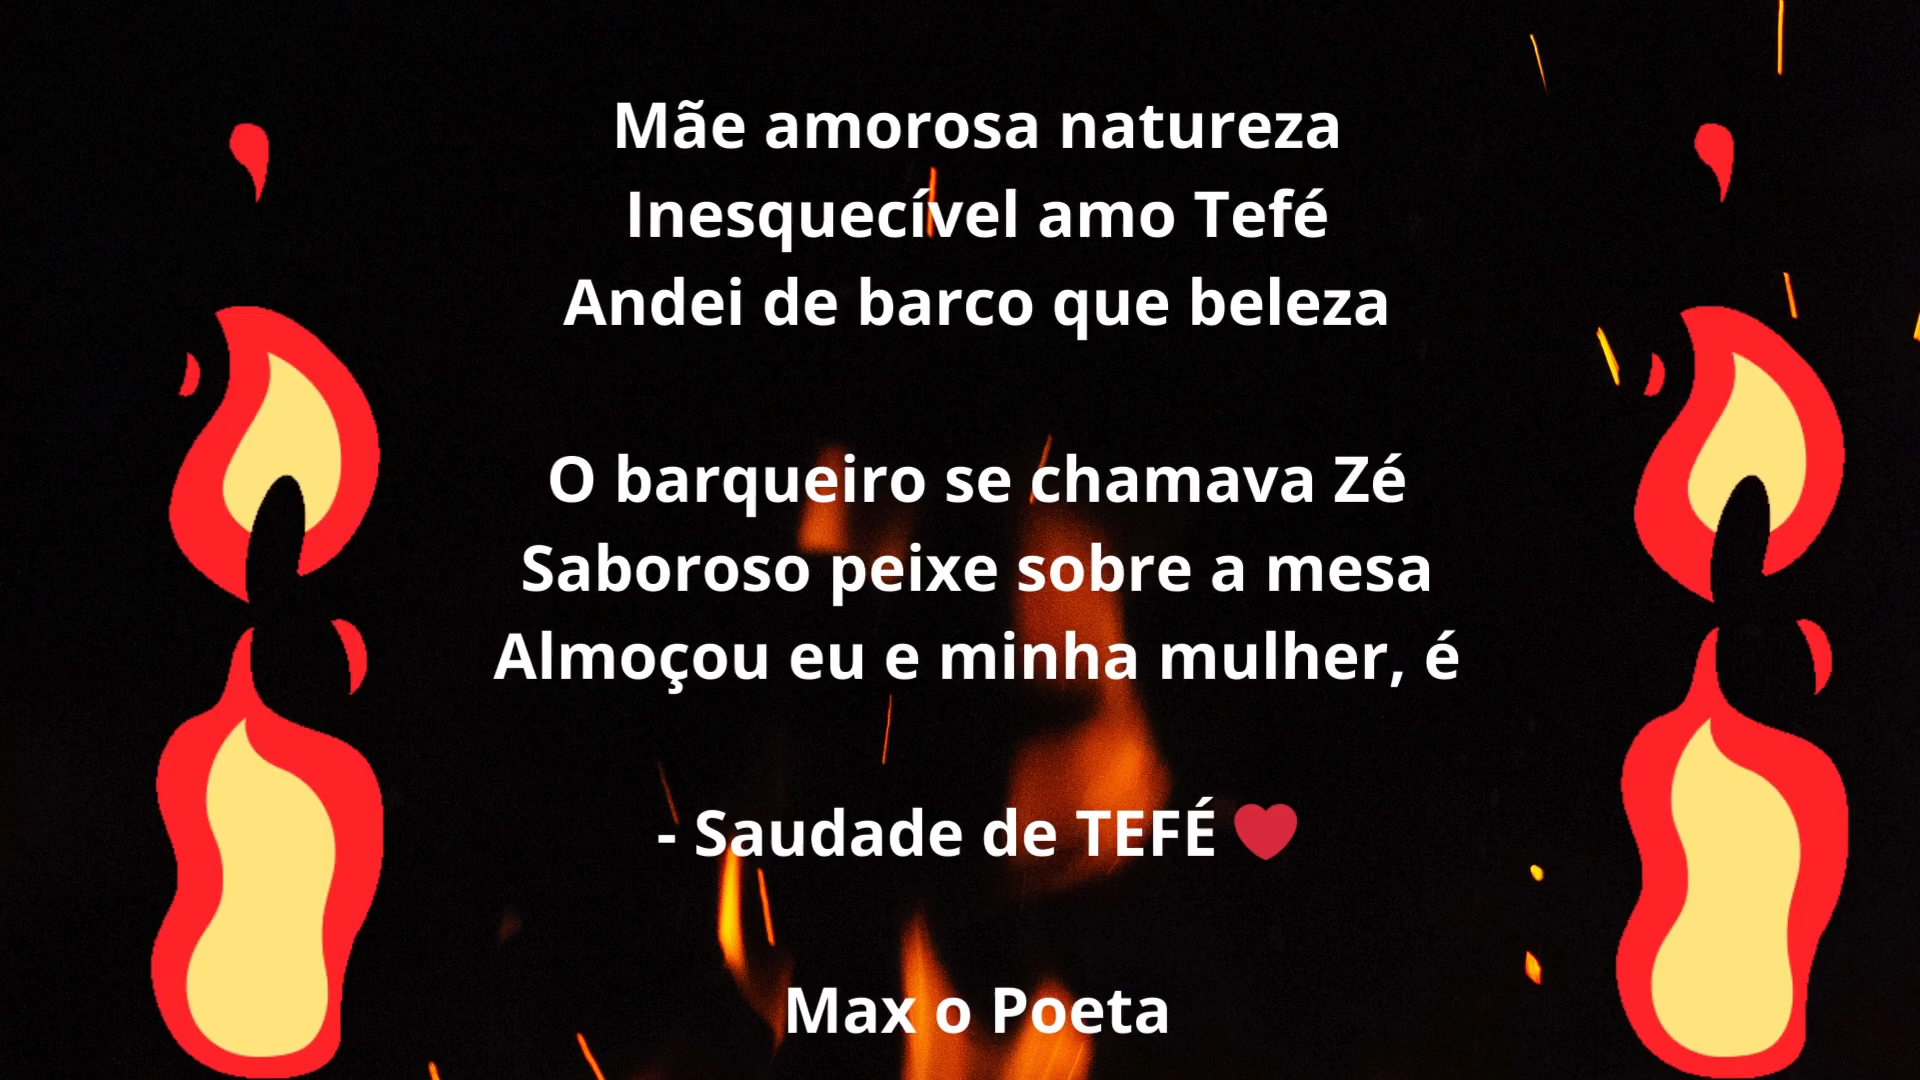 Mãe amorosa natureza
Inesquecível amo Tefé
Andei de barco que beleza
O barqueiro se chamava Zé
Saboroso peixe sobre a mesa
Almoçou eu e minha mulher, é
- Saudade de TEFÉ ❤
Max o Poeta